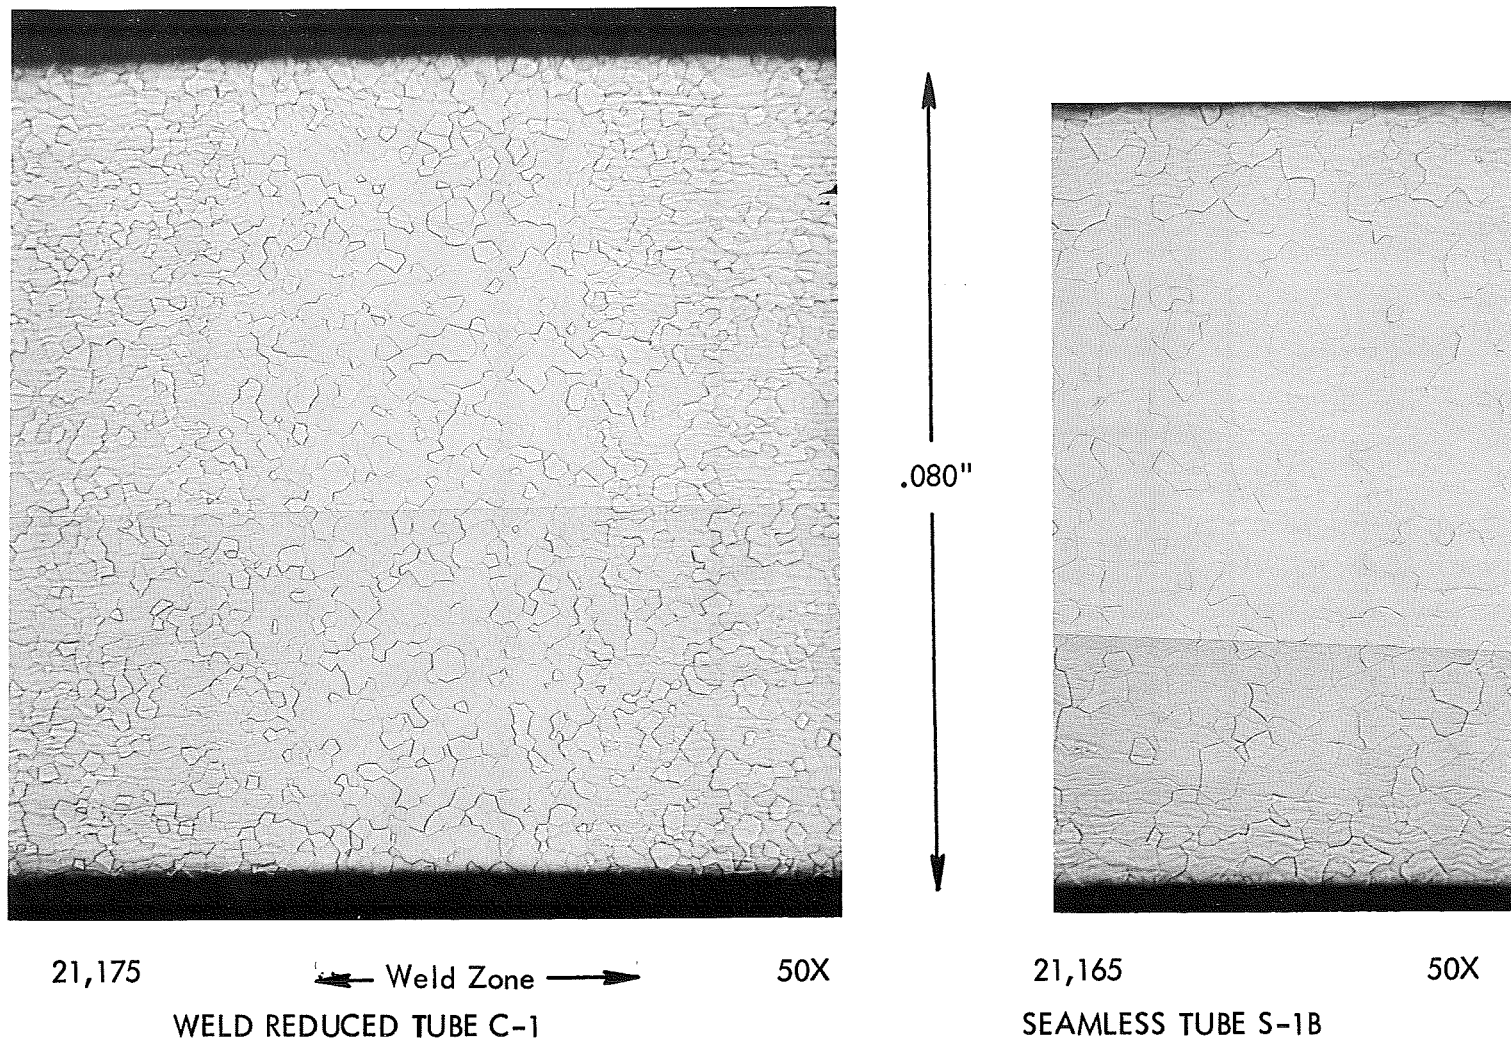 .080"
21,175 Weld Zone 50X
WELD REDUCED TUBE C-1
21,165 50X
SEAMLESS TUBE S-1B